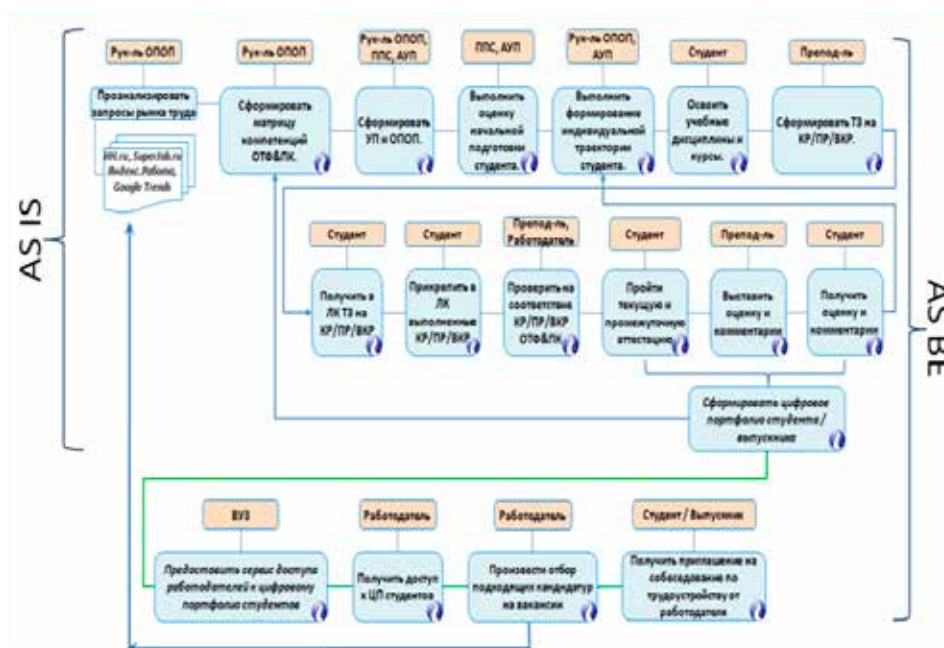 AS IS
AS BE
Рук-ль ОПОП
Проанализировать
запросы рынка труда
HH.ru, SuperJob.ru
Яндекс.Работа,
Google Trends
Рук-ль ОПОП
Сформировать
матрицу
компетенций
ОТФ&ПК.
Рук-ль ОПОП,
ППС, АУП
Сформировать
УП и ОПОП.
ППС, АУП
Выполнить
оценку
начальной
подготовки
студента.
Рук-ль ОПОП,
АУП
Выполнить
формирование
индивидуальной
траектории
студента.
Студент
Освоить
учебные
дисциплины и
курсы.
Препод-ль
Сформировать ТЗ на
КР/ПР/ВКР.
Студент
Получить в
ЛК ТЗ на
КР/ПР/ВКР
Студент
Прикрепить в
ЛК
выполненные
КР/ПР/ВКР
Препод-ль,
Работодатель
Проверить на
соответствие
КР/ПР/ВКР
ОТФ&ПК
Студент
Пройти
текущую и
промежуточную
аттестацию
Препод-ль
Выставить
оценку и
комментарии
Студент
Получить
оценку и
комментарии
Сформировать цифровое
портфолио студента /
выпускника
ВУЗ
Предоставить сервис доступа
работодателей к цифровому
портфолио студентов
Работодатель
Получить доступ
к ЦП студентов
Работодатель
Произвести отбор
подходящих кандидатур
на вакансии
Студент / Выпускник
Получить приглашение на
собеседование по
трудоустройству от
работодателя